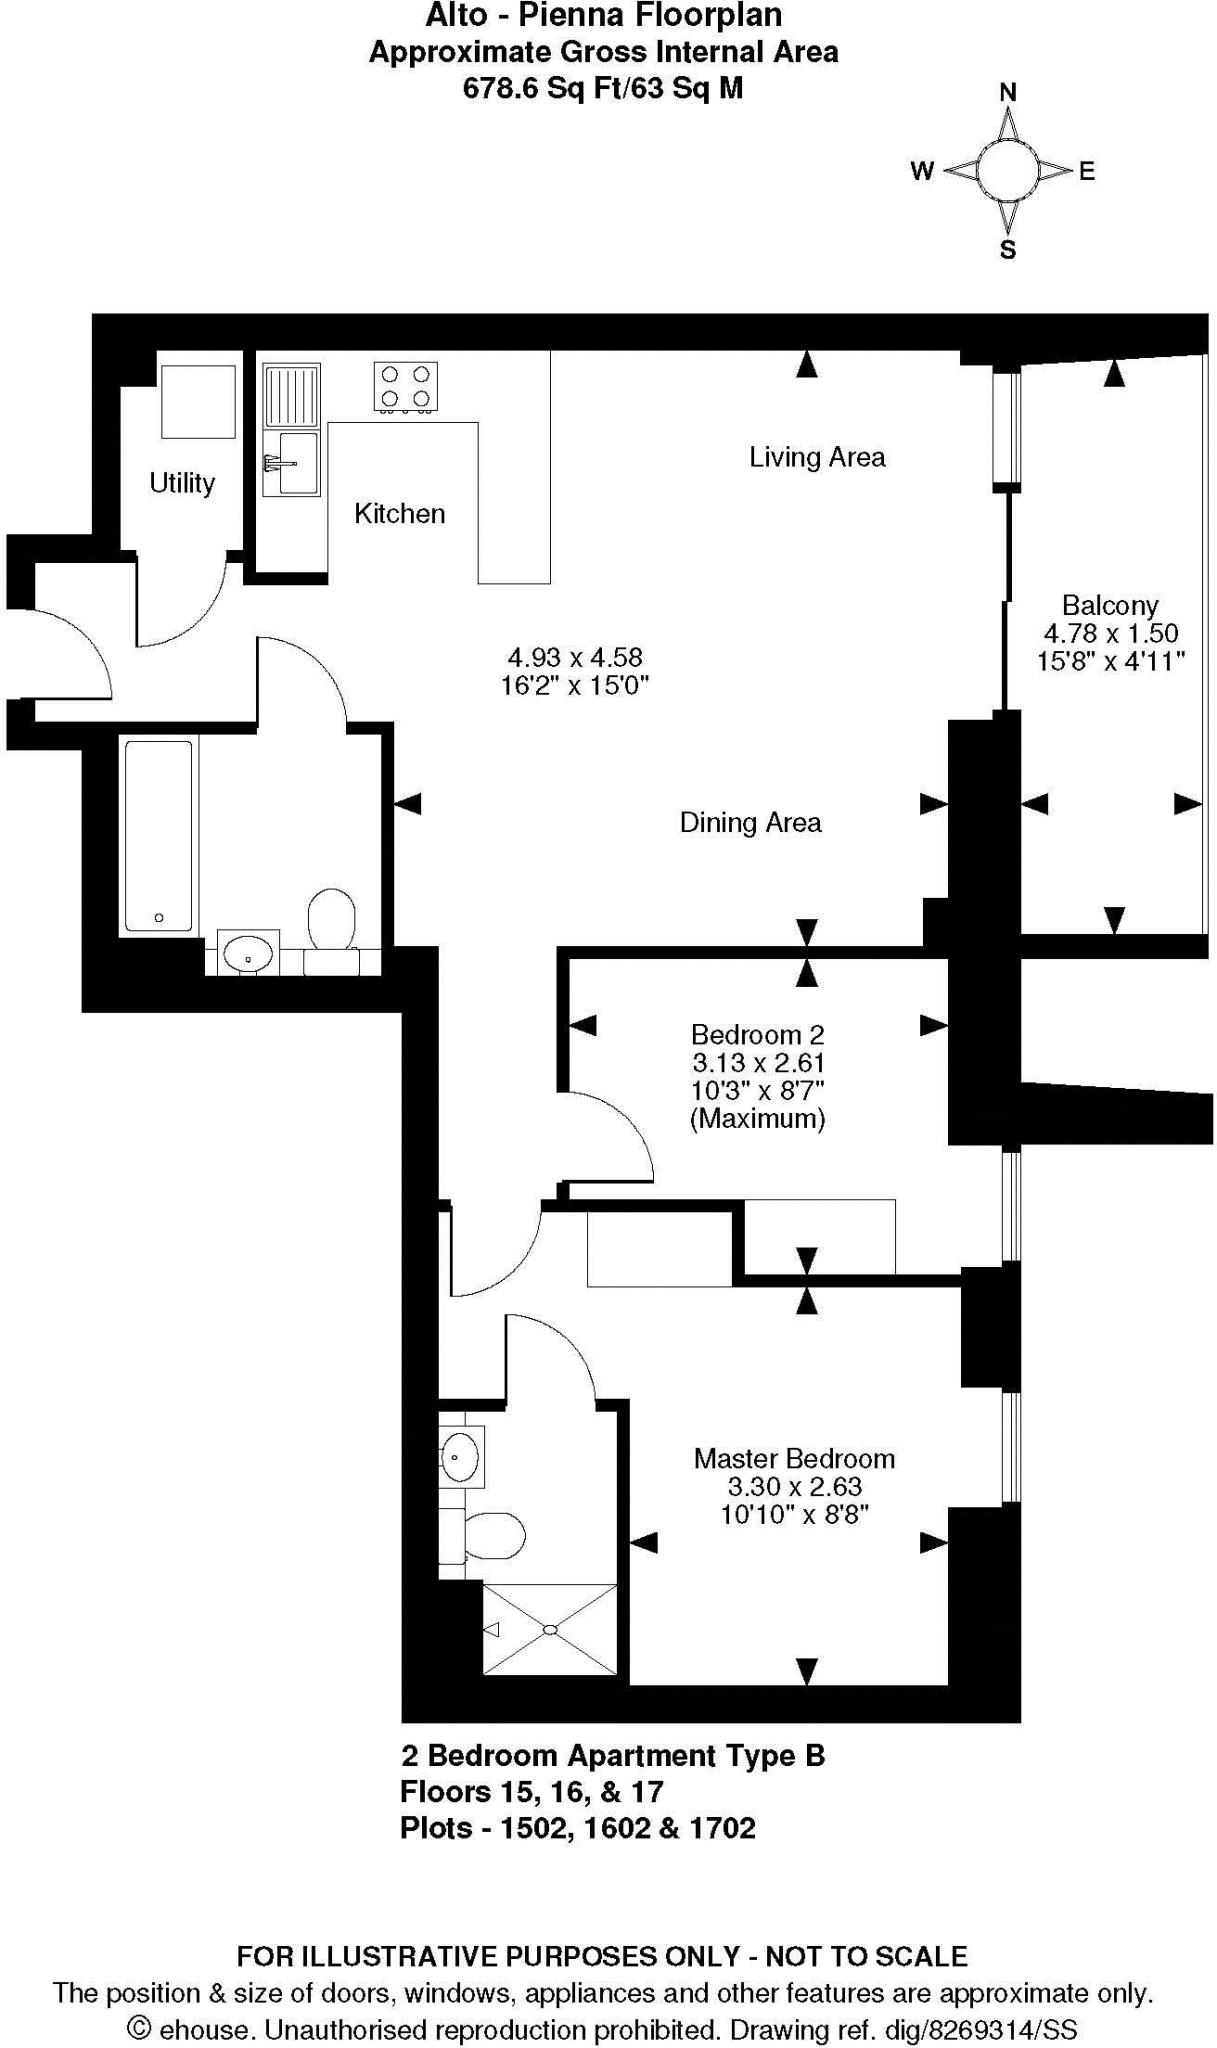 Alto - Pienna Floorplan
Approximate Gross Internal Area
678.6 Sq Ft/63 Sq M
N
W
E
S
Living Area
Utility
Kitchen
Balcony
4.78 x 1.50
15'8" x 4'11"
4.93 x 4.58
16'2" x 15'0"
Dining Area
Bedroom 2
3.13 x 2.61
10'3" x 8'7"
(Maximum)
Master Bedroom
3.30 x 2.63
10'10" x 8'8"
2 Bedroom Apartment Type B
Floors 15, 16, & 17
Plots - 1502, 1602 & 1702
FOR ILLUSTRATIVE PURPOSES ONLY - NOT TO SCALE
The position & size of doors, windows, appliances and other features are approximate only.
© ehouse. Unauthorised reproduction prohibited. Drawing ref. dig/8269314/SS